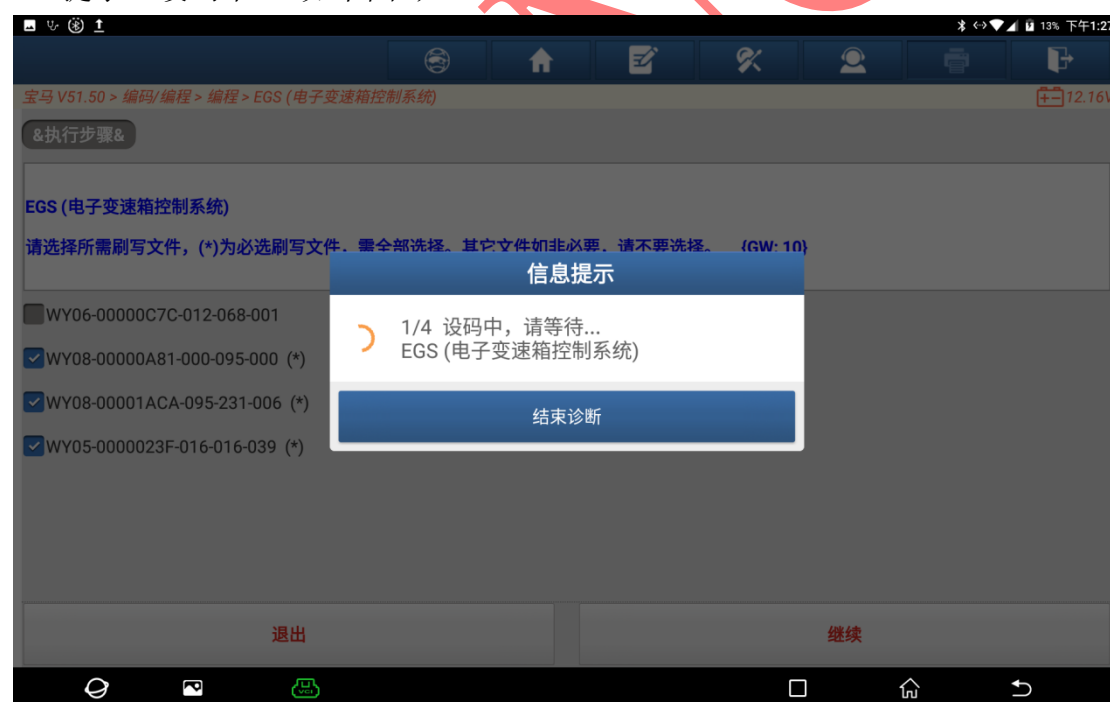 13% 下午1:27
宝马 V51.50 > 编码/编程 > 编程 > EGS (电子变速箱控制系统)
12.16V
&执行步骤&
EGS (电子变速箱控制系统)
请选择所需刷写文件，(*)为必选刷写文件，需全部选择。其它文件如非必要，请不要选择。 {GW: 10}
信息提示
WY06-00000C7C-012-068-001
1/4 设码中，请等待...
EGS (电子变速箱控制系统)
WY08-00000A81-000-095-000 (*)
WY08-00001ACA-095-231-006 (*)
结束诊断
WY05-0000023F-016-016-039 (*)
退出
继续
VCI